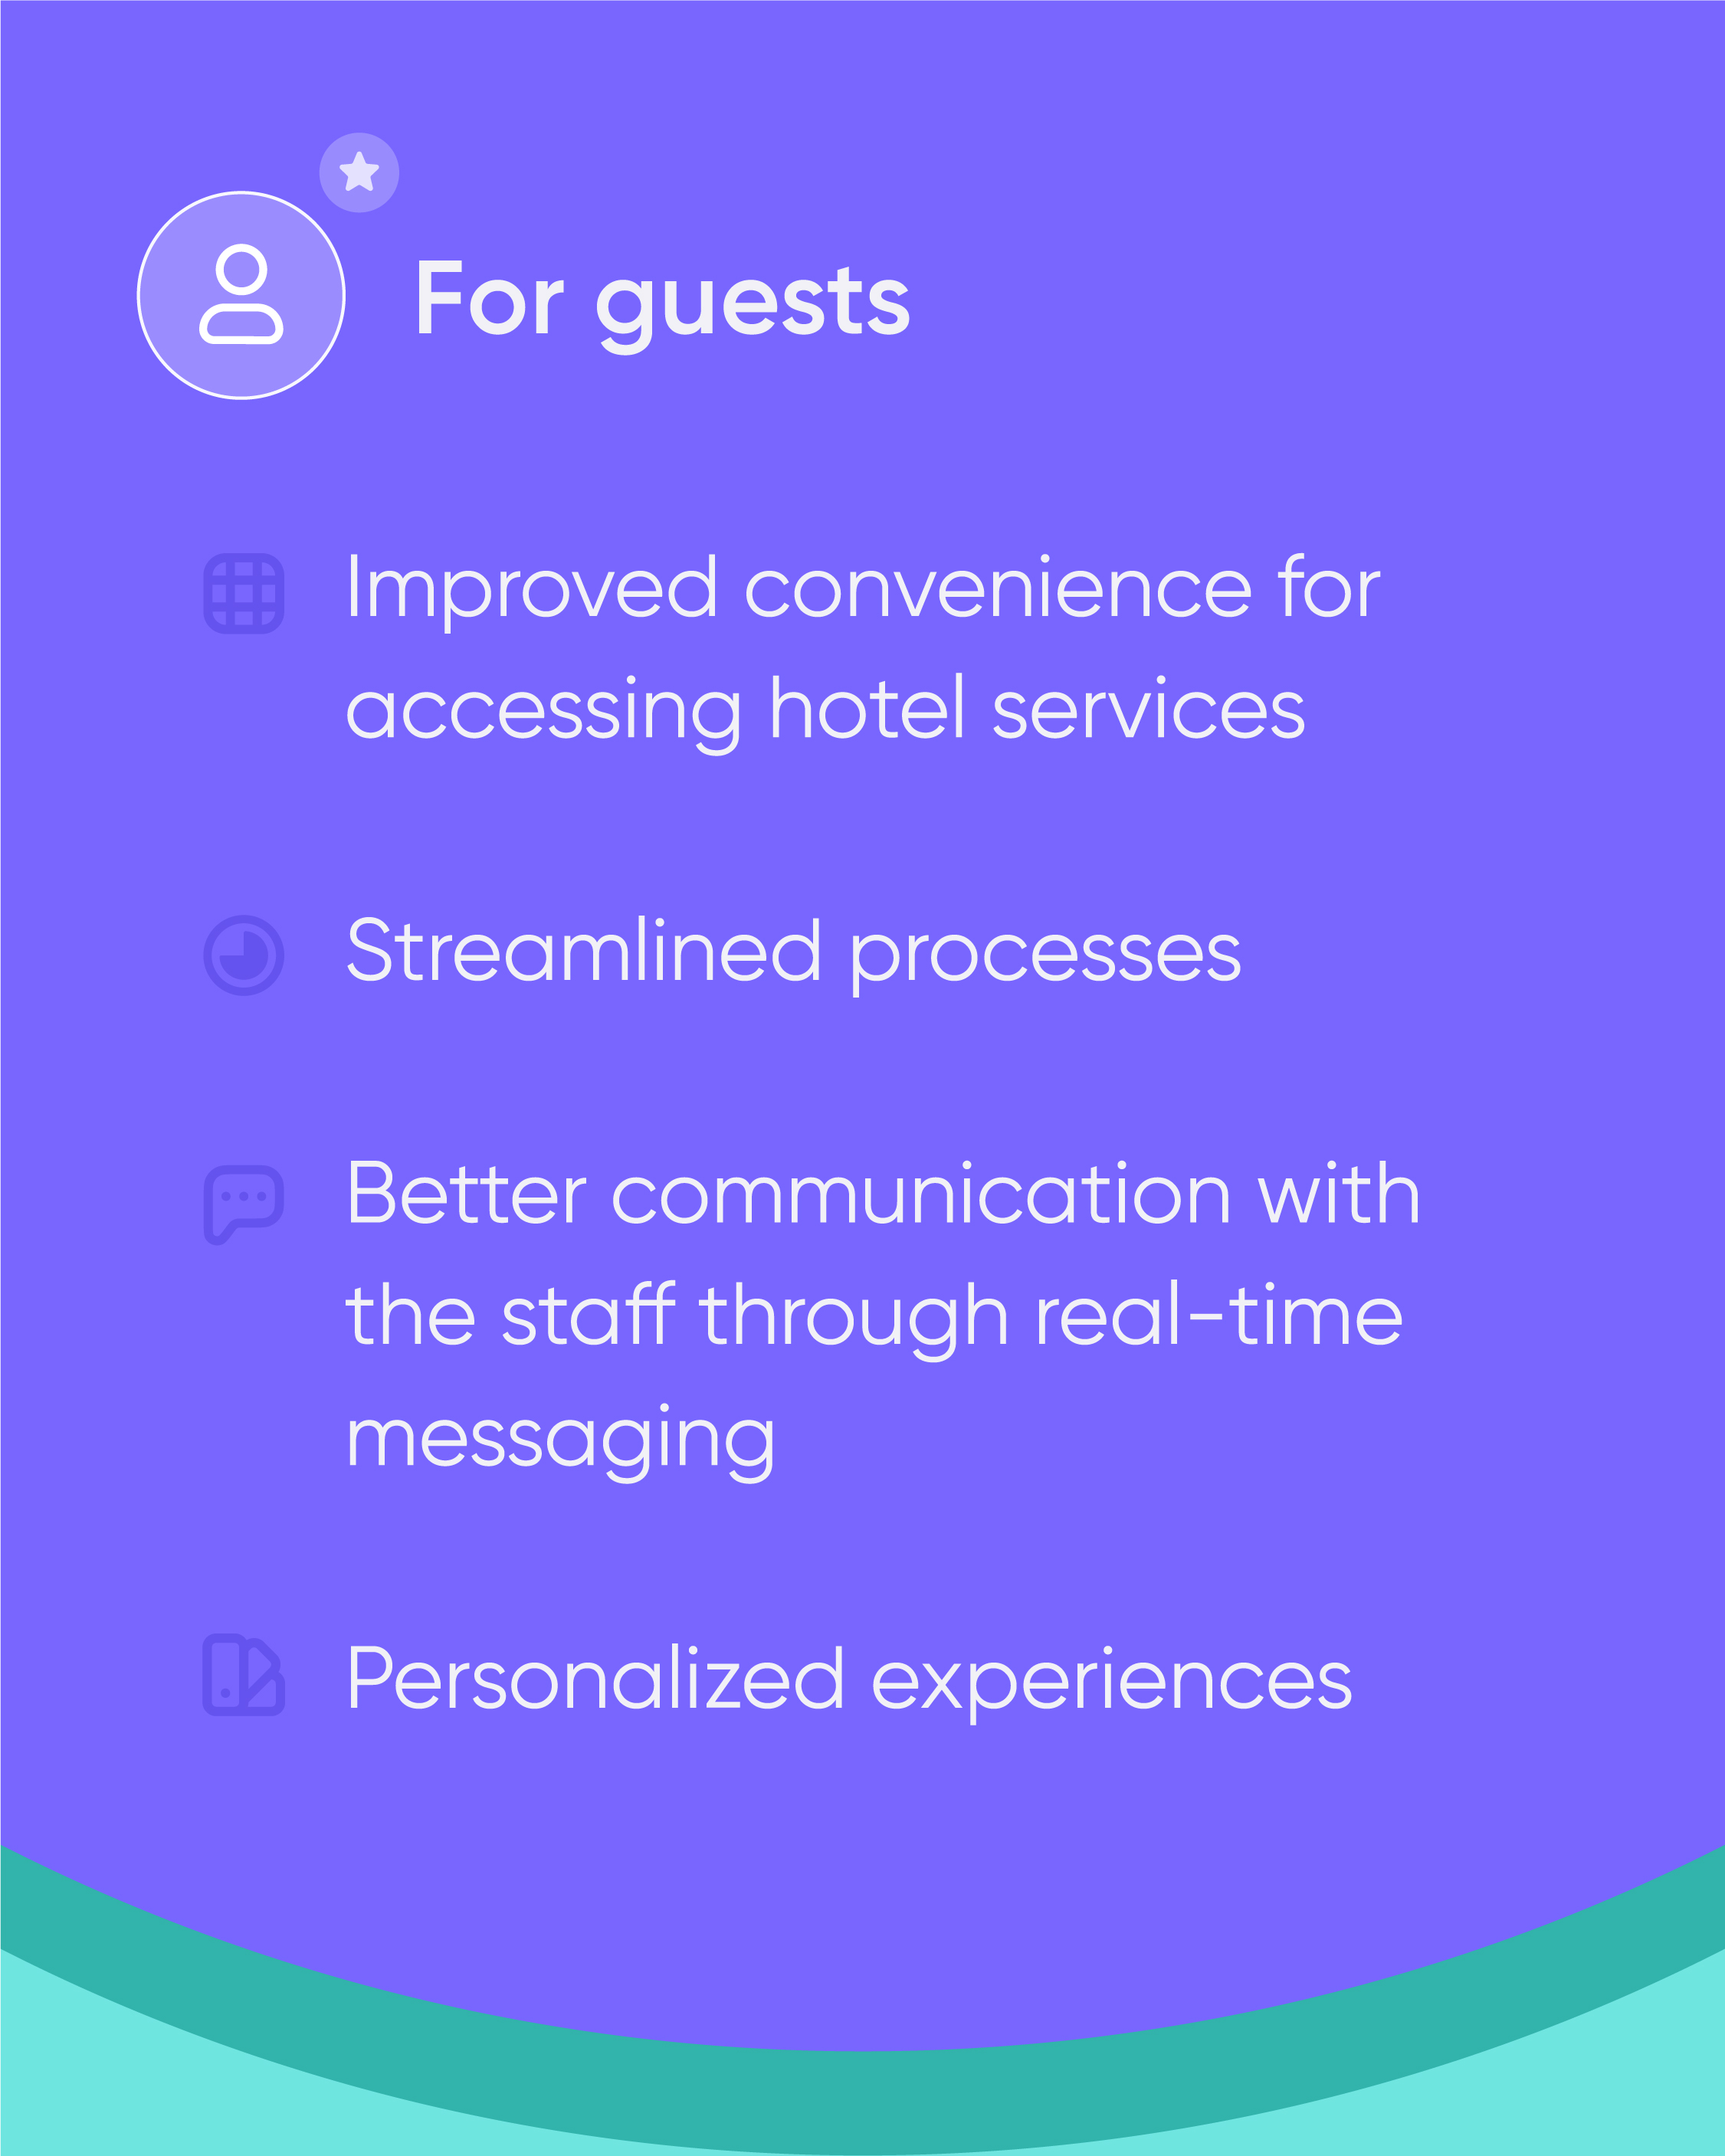 For guests
Improved convenience for
accessing hotel services
Streamlined processes
Better communication with
the staff through real-time
messaging
Personalized experiences